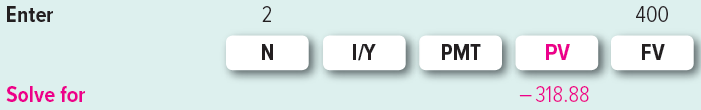 Enter 2 400
N I/Y PMT PV FV
Solve for – 318.88